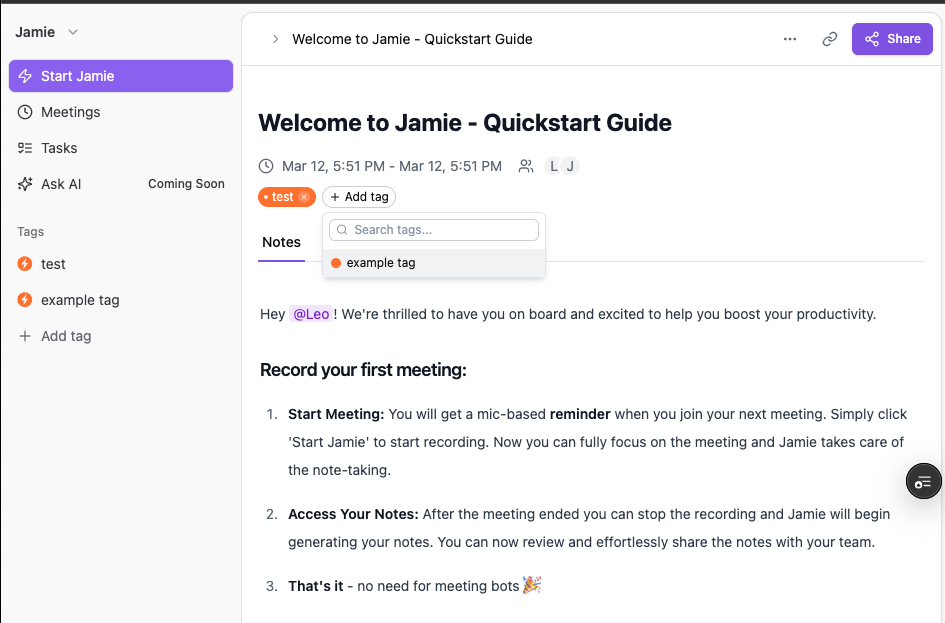 Jamie
Start Jamie
Meetings
Tasks
Ask AI Coming Soon
Tags
test
example tag
Add tag
Welcome to Jamie - Quickstart Guide
Share
Welcome to Jamie - Quickstart Guide
Mar 12, 5:51 PM - Mar 12, 5:51 PM L J
test Add tag
Search tags...
example tag
Notes
Hey @Leo! We're thrilled to have you on board and excited to help you boost your productivity.
Record your first meeting:
1. Start Meeting: You will get a mic-based reminder when you join your next meeting. Simply click
'Start Jamie' to start recording. Now you can fully focus on the meeting and Jamie takes care of
the note-taking.
2. Access Your Notes: After the meeting ended you can stop the recording and Jamie will begin
generating your notes. You can now review and effortlessly share the notes with your team.
3. That's it - no need for meeting bots 🎉